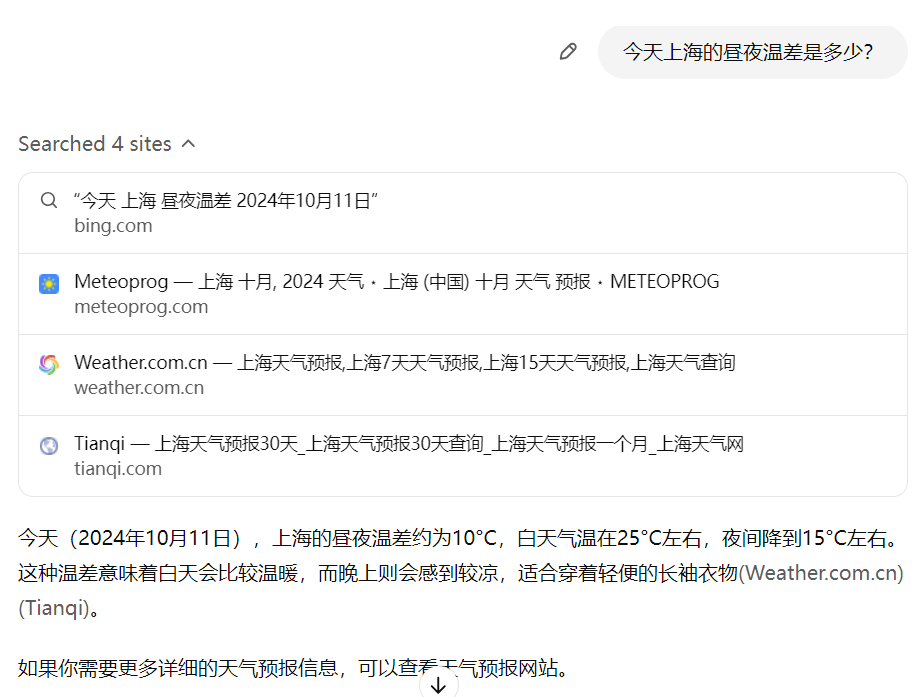 今天上海的昼夜温差是多少？
Searched 4 sites
“今天 上海 昼夜温差 2024年10月11日”
bing.com
Meteoprog — 上海 十月, 2024 天气・上海 (中国) 十月 天气 预报・METEOPROG
meteoprog.com
Weather.com.cn — 上海天气预报,上海7天天气预报,上海15天天气预报,上海天气查询
weather.com.cn
Tianqi — 上海天气预报30天_上海天气预报30天查询_上海天气预报一个月_上海天气网
tianqi.com
今天（2024年10月11日），上海的昼夜温差约为10°C，白天气温在25°C左右，夜间降到15°C左右。
这种温差意味着白天会比较温暖，而晚上则会感到较凉，适合穿着轻便的长袖衣物(Weather.com.cn)
(Tianqi)。
如果你需要更多详细的天气预报信息，可以查看天气预报网站。